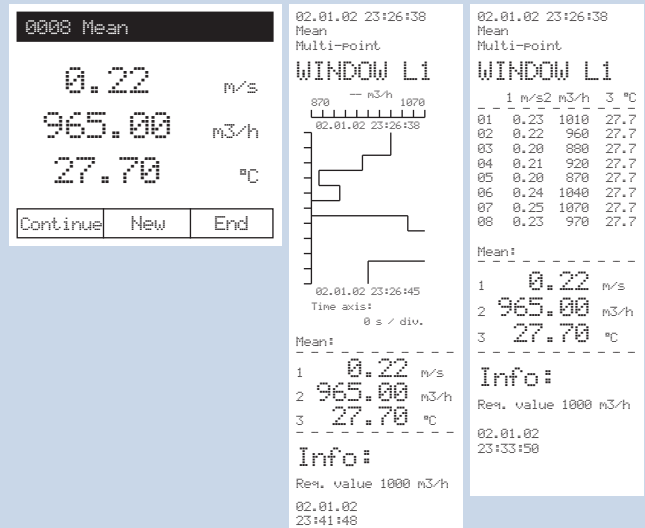 0008 Mean
0.22 m/s
965.00 m3/h
27.70 °C
Continue New End
02.01.02 23:26:38
Mean
Multi-point
WINDOW L1
-- m3/h
870 1070
02.01.02 23:26:38
02.01.02 23:26:45
Time axis:
0 s / div.
Mean:
1 0.22 m/s
2 965.00 m3/h
3 27.70 °C
Info:
Req. value 1000 m3/h
02.01.02
23:41:48
02.01.02 23:26:38
Mean
Multi-point
WINDOW L1
1 m/s2 m3/h 3 °C
01 0.23 1010 27.7
02 0.22 960 27.7
03 0.20 880 27.7
04 0.21 920 27.7
05 0.20 870 27.7
06 0.24 1040 27.7
07 0.25 1070 27.7
08 0.23 970 27.7
Mean:
1 0.22 m/s
2 965.00 m3/h
3 27.70 °C
Info:
Req. value 1000 m3/h
02.01.02
23:33:50